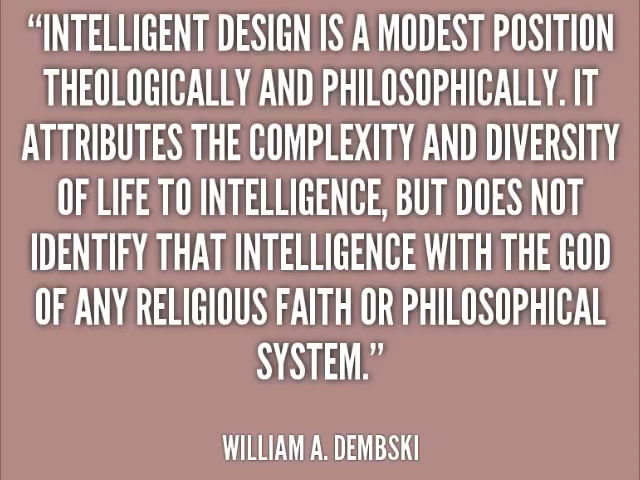 “INTELLIGENT DESIGN IS A MODEST POSITION
THEOLOGICALLY AND PHILOSOPHICALLY. IT
ATTRIBUTES THE COMPLEXITY AND DIVERSITY
OF LIFE TO INTELLIGENCE, BUT DOES NOT
IDENTIFY THAT INTELLIGENCE WITH THE GOD
OF ANY RELIGIOUS FAITH OR PHILOSOPHICAL
SYSTEM.”
WILLIAM A. DEMBSKI